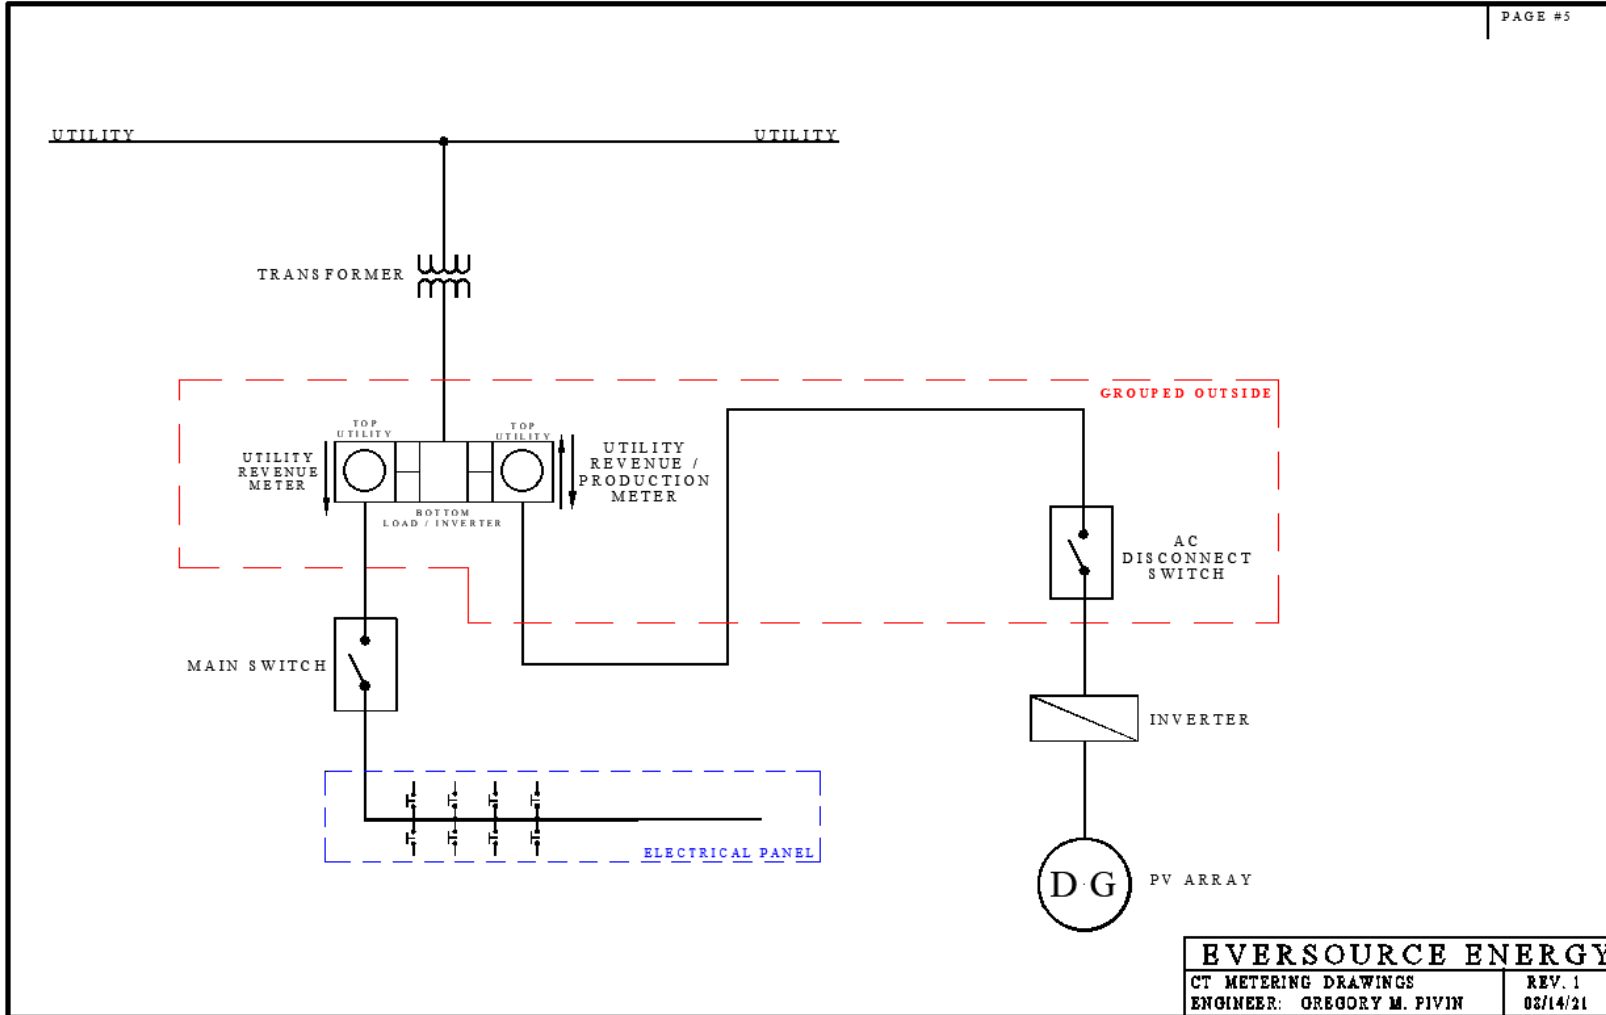 PAGE #5
UTILITY
UTILITY
TRANSFORMER
GROUPED OUTSIDE
TOP
UTILITY
TOP
UTILITY
UTILITY
REVENUE
METER
UTILITY
REVENUE /
PRODUCTION
METER
BOTTOM
LOAD / INVERTER
AC
DISCONNECT
SWITCH
MAIN SWITCH
INVERTER
ELECTRICAL PANEL
D·G
PV ARRAY
EVERSOURCE ENERGY
CT METERING DRAWINGS
REV. 1
ENGINEER: GREGORY M. PIVIN
03/14/21